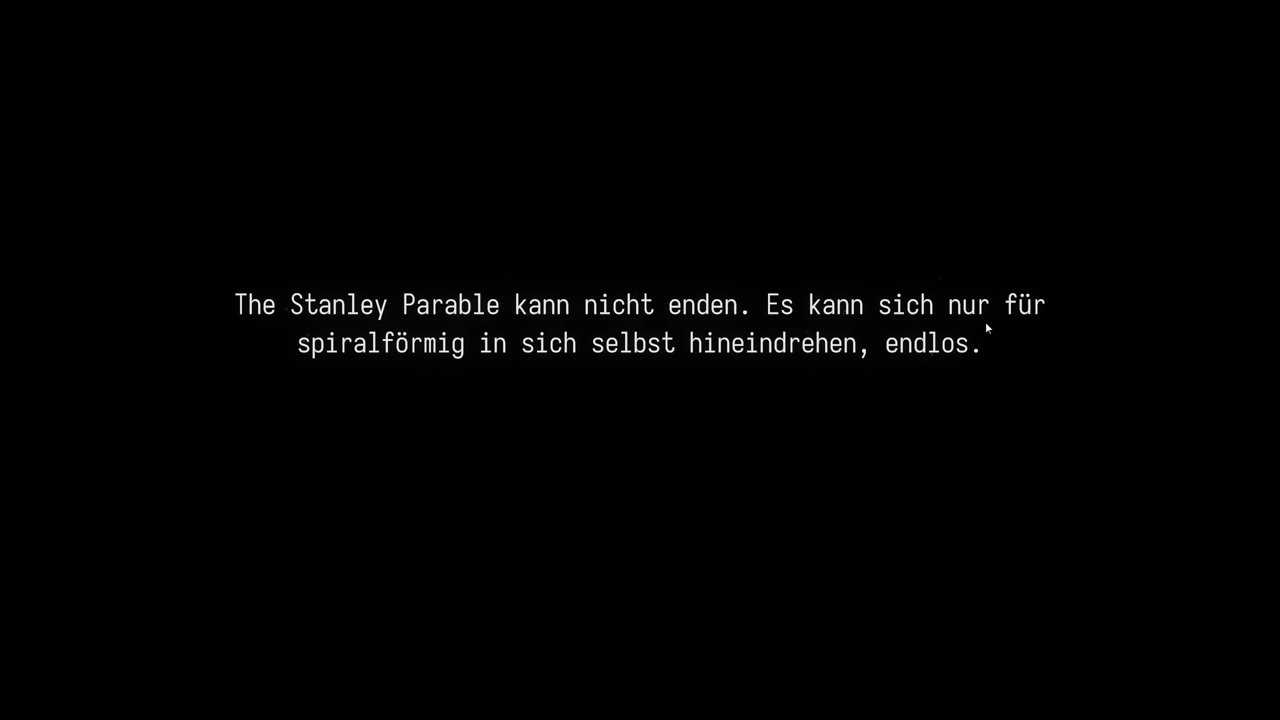 The Stanley Parable kann nicht enden. Es kann sich nur für
spiralförmig in sich selbst hineindrehen, endlos.